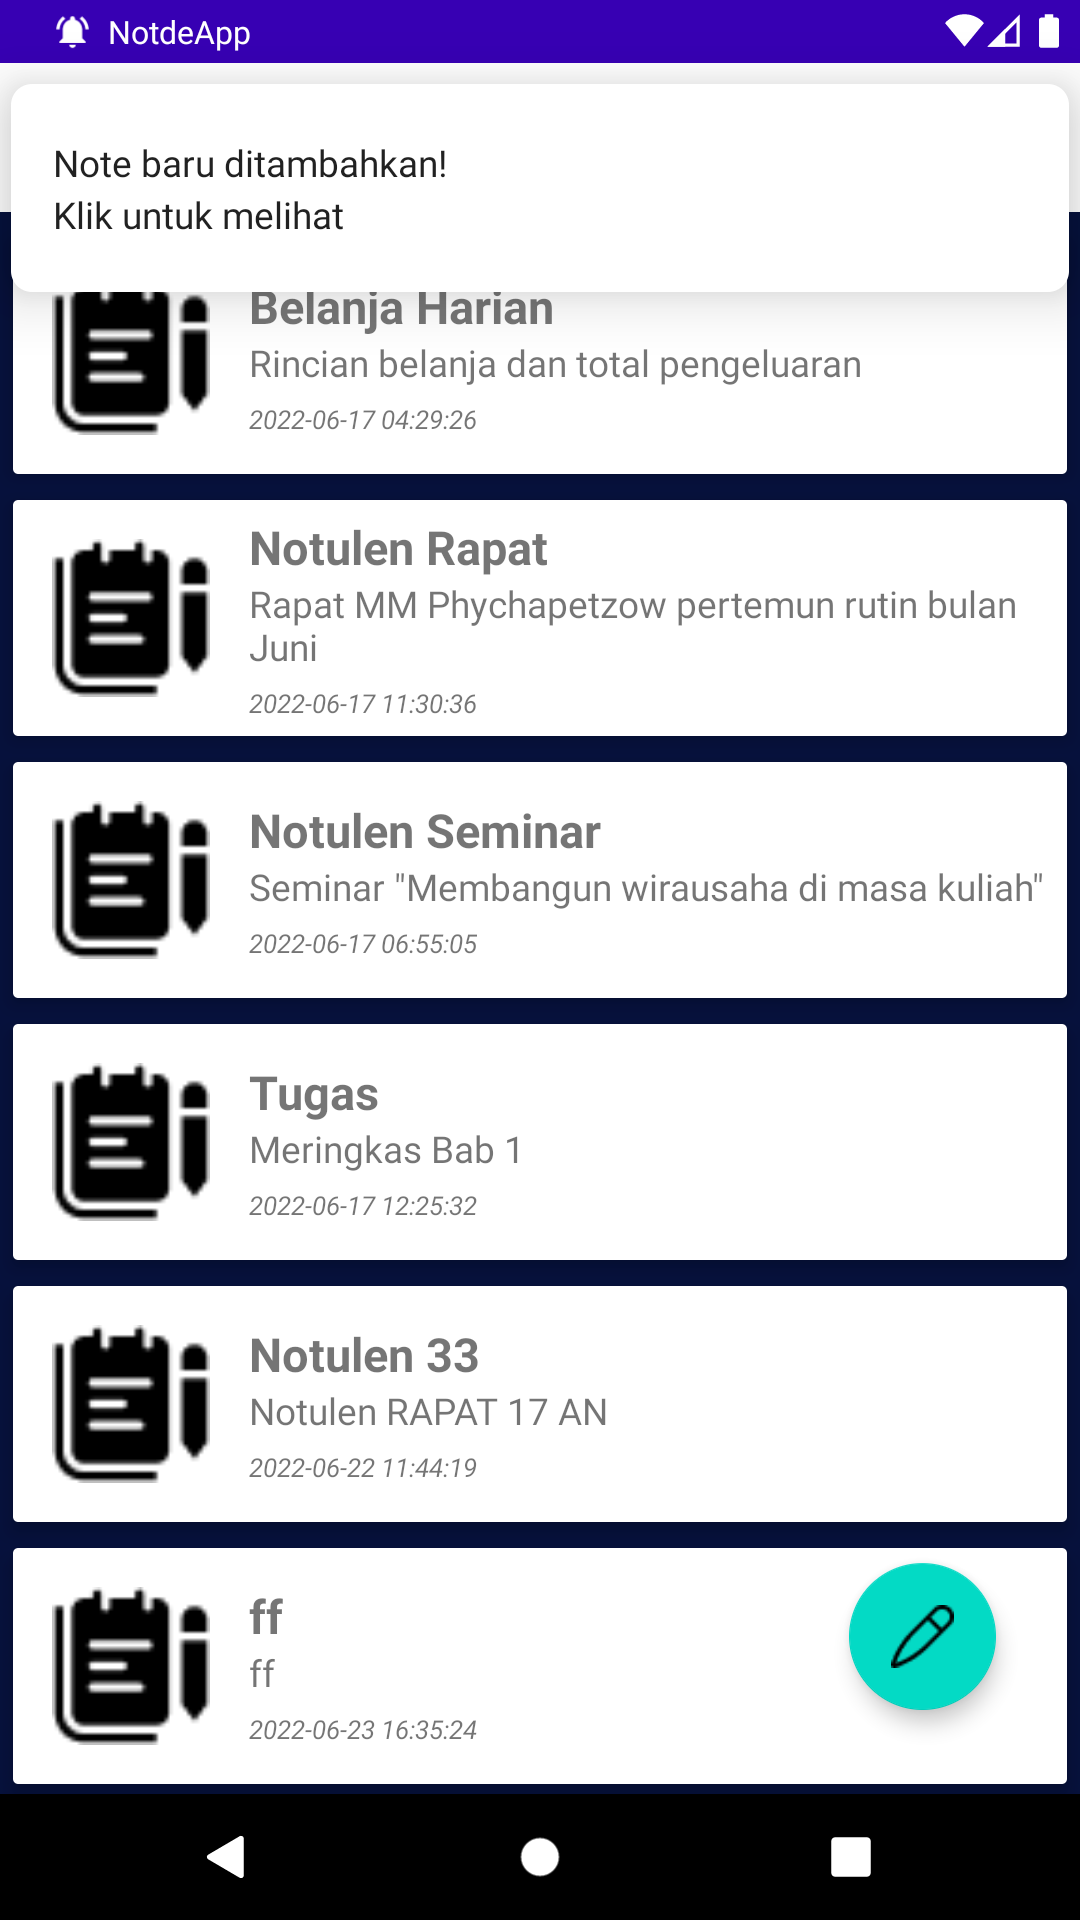 NotdeApp
Note baru ditambahkan!
Klik untuk melihat
Belanja Harian
Rincian belanja dan total pengeluaran
2022-06-17 04:29:26
Notulen Rapat
Rapat MM Phychapetzow pertemun rutin bulan
Juni
2022-06-17 11:30:36
Notulen Seminar
Seminar "Membangun wirausaha di masa kuliah"
2022-06-17 06:55:05
Tugas
Meringkas Bab 1
2022-06-17 12:25:32
Notulen 33
Notulen RAPAT 17 AN
2022-06-22 11:44:19
ff
ff
2022-06-23 16:35:24